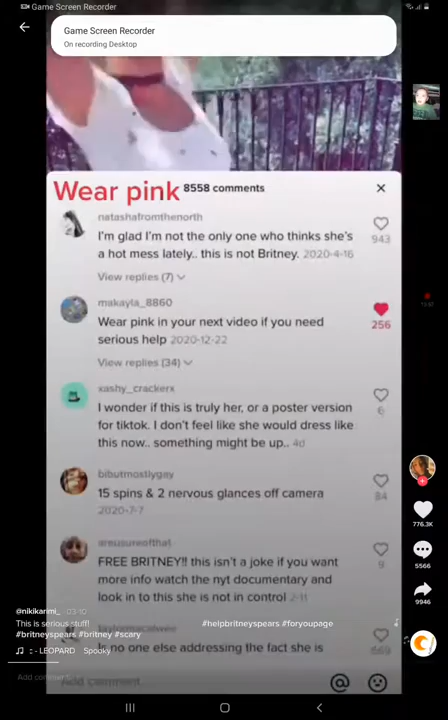 Game Screen Recorder
Game Screen Recorder
On recording Desktop
Wear pink
8558 comments
natashafromthenorth
I'm glad I'm not the only one who thinks she's
a hot mess lately.. this is not Britney. 2020-4-16
943
View replies (7)
makayla_8860
Wear pink in your next video if you need
serious help 2020-12-22
256
View replies (34)
xashy_crackerx
I wonder if this is truly her, or a poster version
for tiktok. I don't feel like she would dress like
this now.. something might be up.. 4d
6
bibutmostlygay
15 spins & 2 nervous glances off camera
2020-7-7
84
areusureofthat
FREE BRITNEY!! this isn't a joke if you want
more info watch the nyt documentary and
look in to this she is not in control 2-11
9
Is no one else addressing the fact she is
669
Add comment...
776.3K
5566
9946
@nikikarimi_ · 03-10
This is serious stuff! #helpbritneyspears #foryoupage
#britneyspears #britney #scary
- LEOPARD Spooky